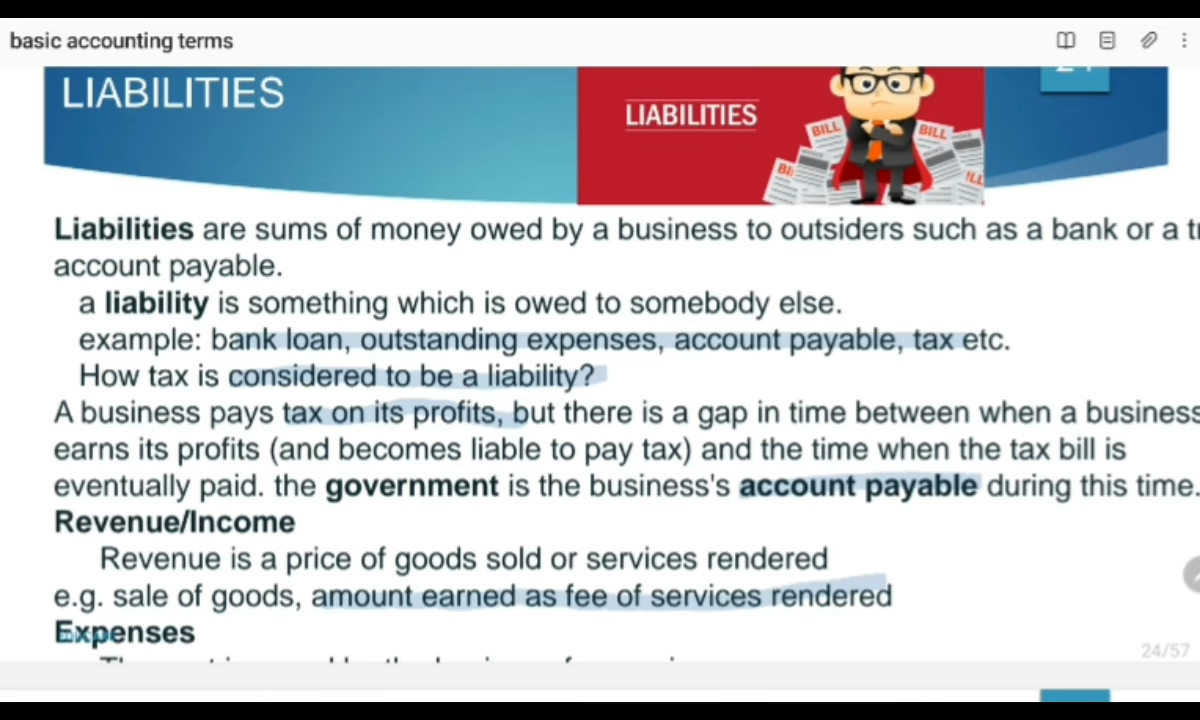 basic accounting terms
LIABILITIES
LIABILITIES
BILL
BILL
Liabilities are sums of money owed by a business to outsiders such as a bank or a
account payable.
a liability is something which is owed to somebody else.
example: bank loan, outstanding expenses, account payable, tax etc.
How tax is considered to be a liability?
A business pays tax on its profits, but there is a gap in time between when a business
earns its profits (and becomes liable to pay tax) and the time when the tax bill is
eventually paid. the government is the business's account payable during this time.
Revenue/Income
Revenue is a price of goods sold or services rendered
e.g. sale of goods, amount earned as fee of services rendered
Expenses
24/57